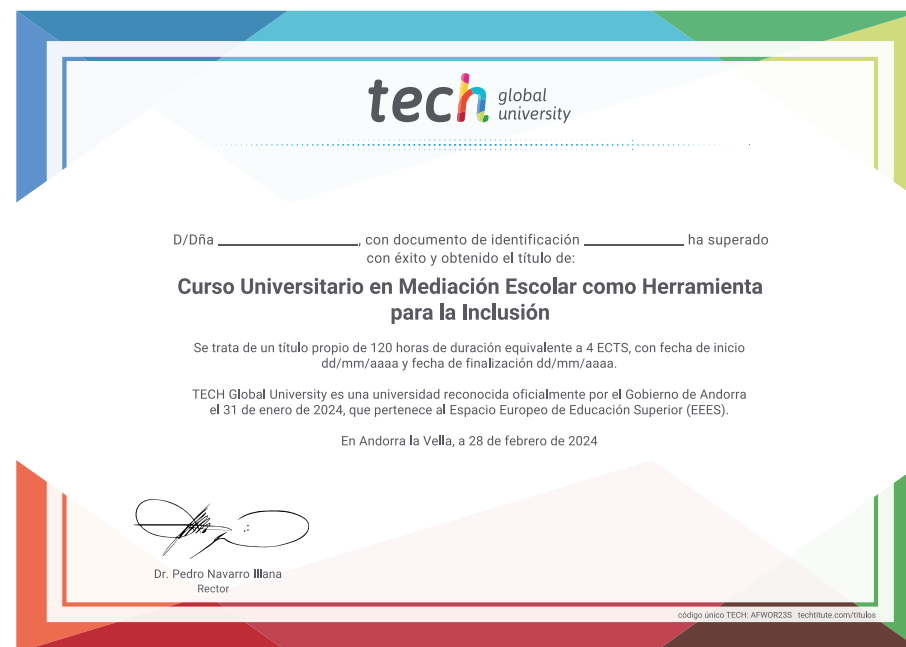 tech global
university
D/Dña ____________, con documento de identificación ____________ ha superado
con éxito y obtenido el título de:
Curso Universitario en Mediación Escolar como Herramienta
para la Inclusión
Se trata de un título propio de 120 horas de duración equivalente a 4 ECTS, con fecha de inicio
dd/mm/aaaa y fecha de finalización dd/mm/aaaa.
TECH Global University es una universidad reconocida oficialmente por el Gobierno de Andorra
el 31 de enero de 2024, que pertenece al Espacio Europeo de Educación Superior (EEES).
En Andorra la Vella, a 28 de febrero de 2024
Dr. Pedro Navarro Illana
Rector
código único TECH: AFWOR23S techtitute.com/titulos